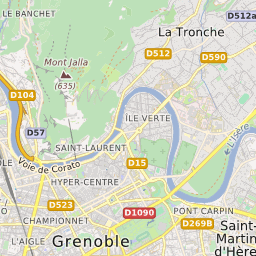 LE BANCHET
D512a
La Tronche
D512
D590
Mont Jalla
(635)
D104
ÎLE VERTE
D57
L'Isère
SAINT-LAURENT
Voie de Corato
D15
HYPER-CENTRE
D523
D1090
PONT CARPIN
CHAMPIONNET
D269B
Saint-
Martin
d'Hère
L'AIGLE
Grenoble